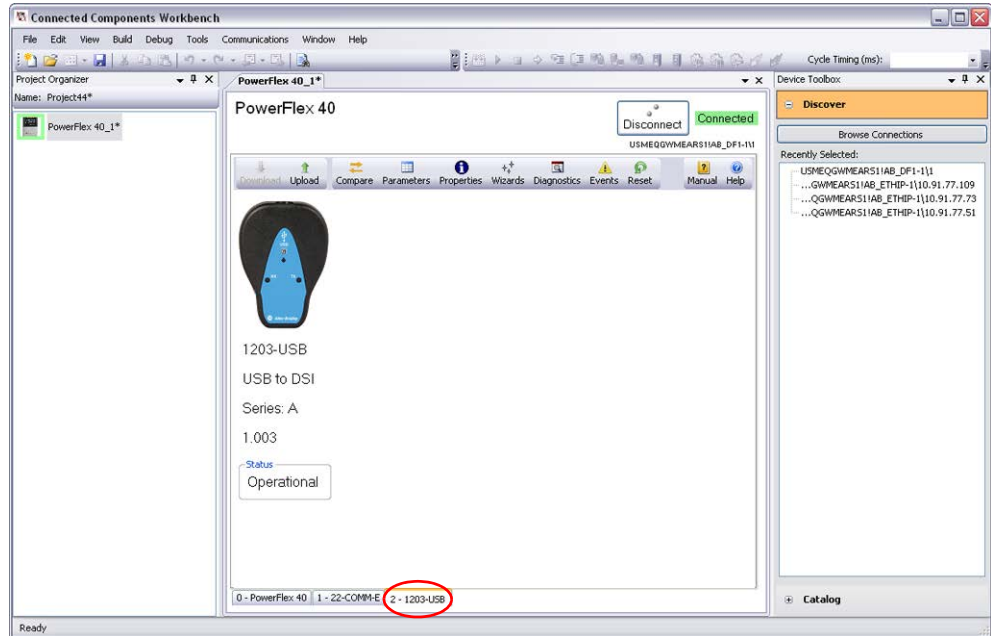 Connected Components Workbench
File Edit View Build Debug Tools Communications Window Help
Cycle Timing (ms):
Project Organizer
Name: Project44*
PowerFlex 40_1*
PowerFlex 40_1*
PowerFlex 40
Disconnect
Connected
USMEQGWMEARS1!AB_DF1-1\1
Download Upload Compare Parameters Properties Wizards Diagnostics Events Reset Manual Help
1203-USB
USB to DSI
Series: A
1.003
Status
Operational
0 - PowerFlex 40 1 - 22-COMM-E 2 - 1203-USB
Device Toolbox
Discover
Browse Connections
Recently Selected:
USMEQGWMEARS1!AB_DF1-1\1
...GWMEARS1!AB_ETHIP-1\10.91.77.109
...QGWMEARS1!AB_ETHIP-1\10.91.77.73
...QGWMEARS1!AB_ETHIP-1\10.91.77.51
Catalog
Ready